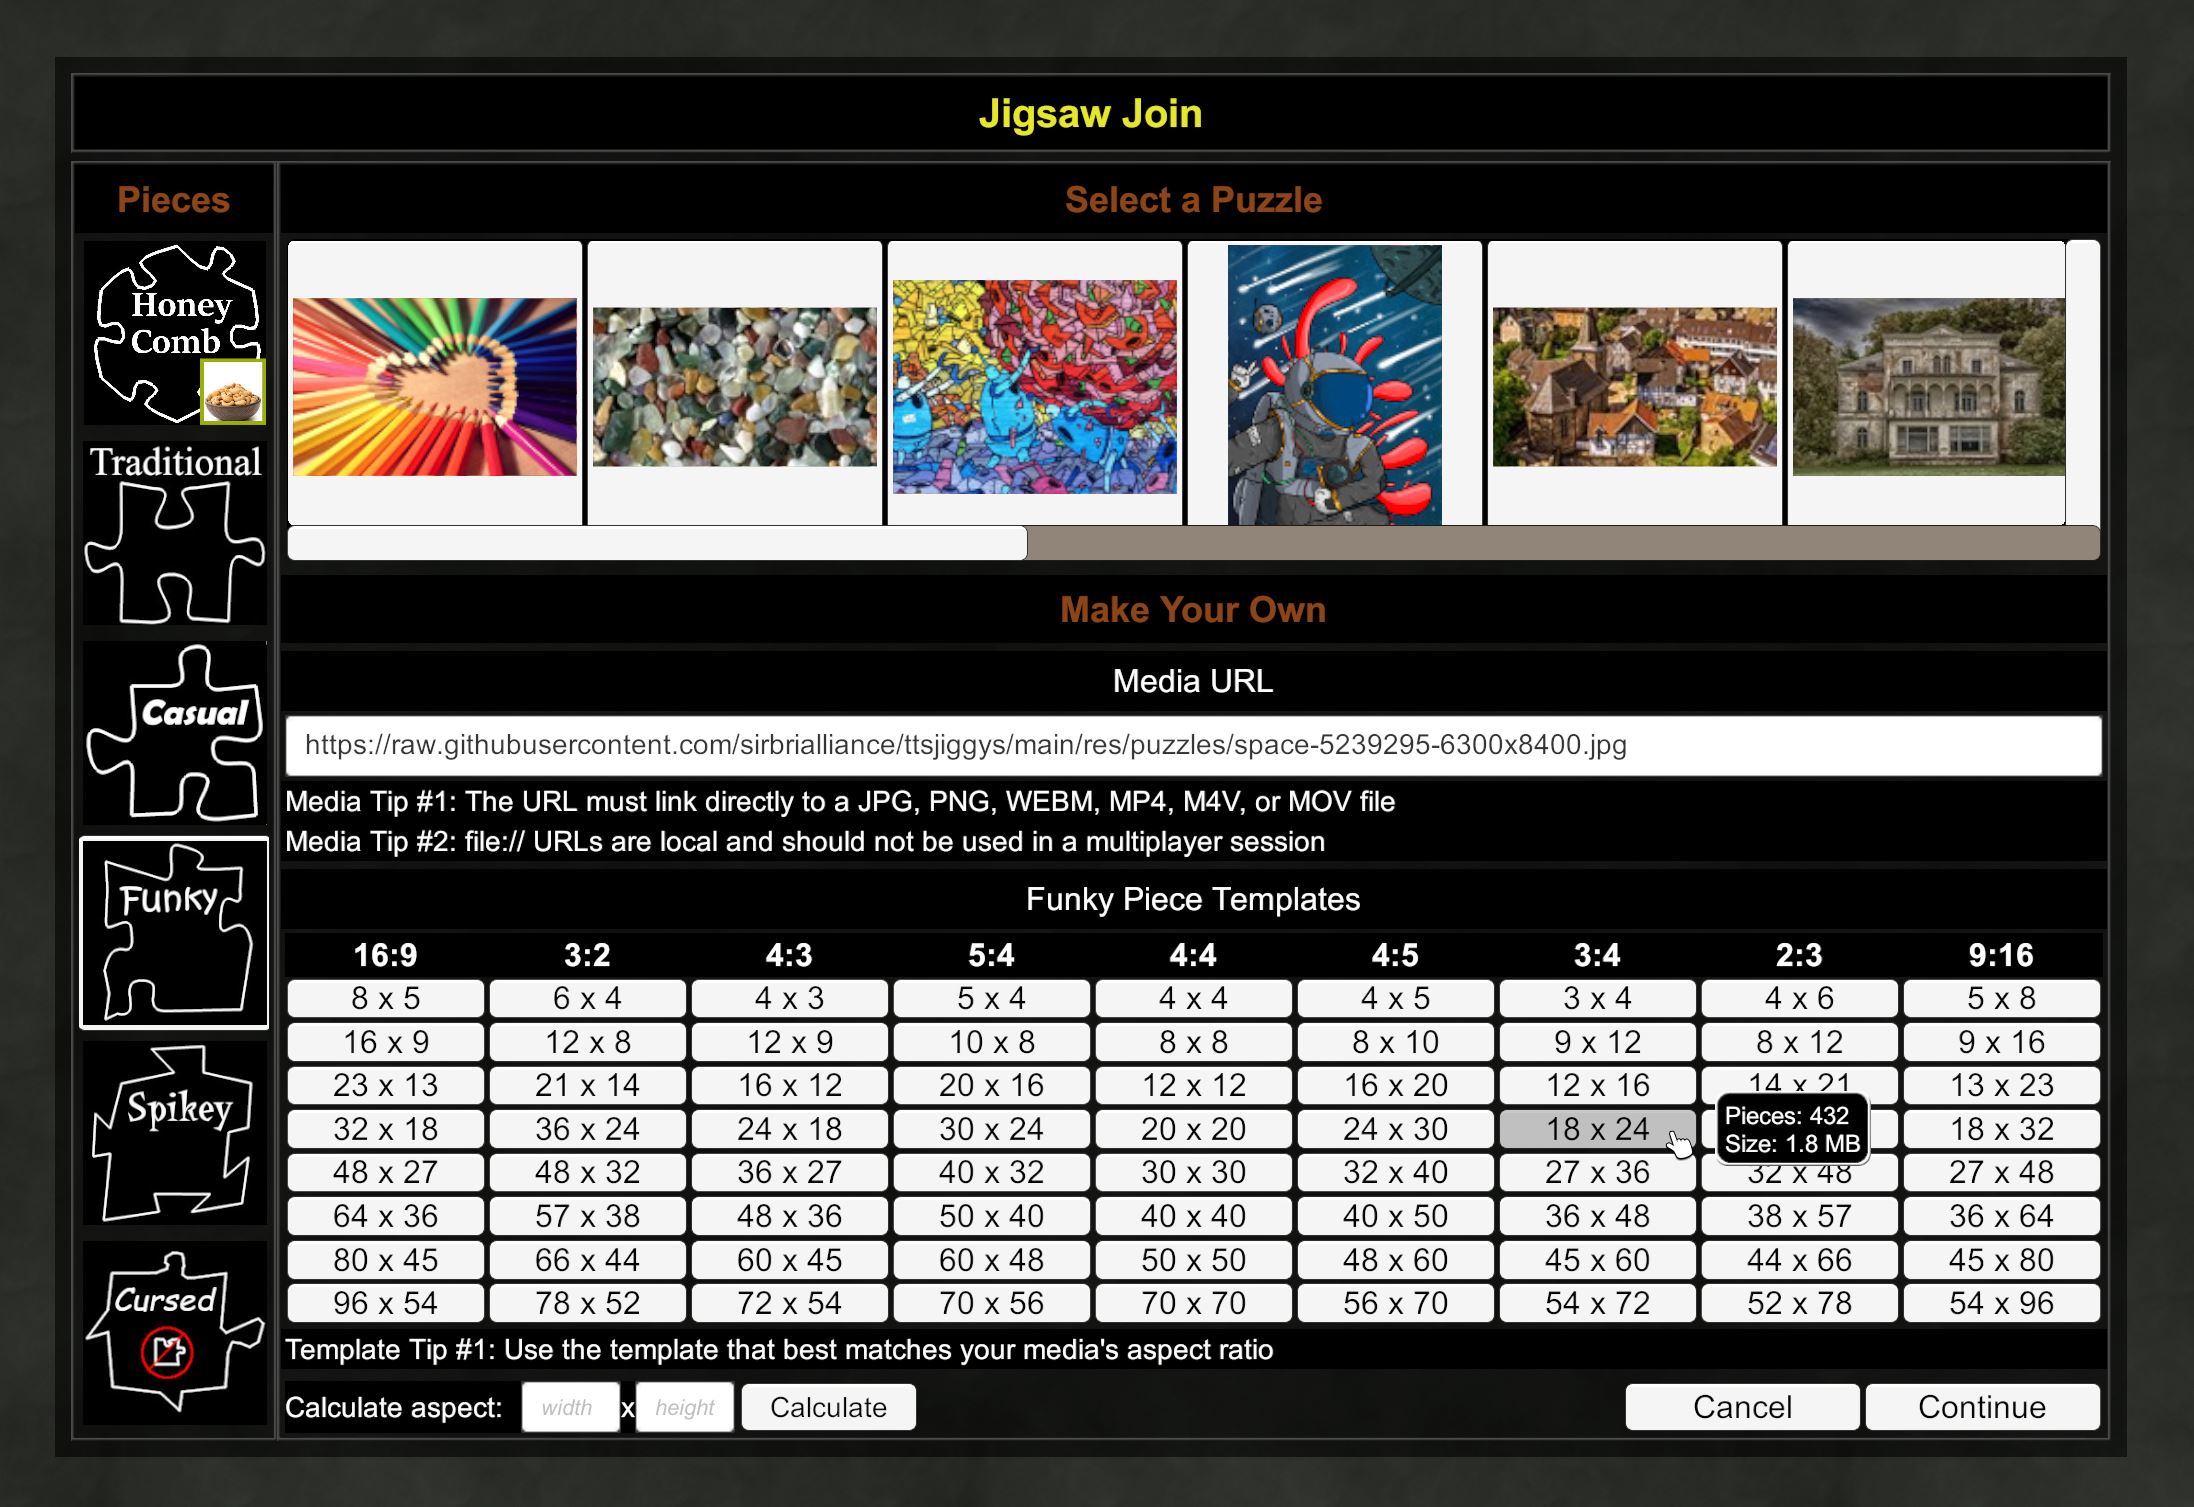 Jigsaw Join
Pieces
Honey
Comb
Traditional
Casual
Funky
Spikey
Cursed
Select a Puzzle
Make Your Own
Media URL
https://raw.githubusercontent.com/sirbrialliance/ttsjiggys/main/res/puzzles/space-5239295-6300x8400.jpg
Media Tip #1: The URL must link directly to a JPG, PNG, WEBM, MP4, M4V, or MOV file
Media Tip #2: file:// URLs are local and should not be used in a multiplayer session
Funky Piece Templates
16:9 3:2 4:3 5:4 4:4 4:5 3:4 2:3 9:16
8 x 5 6 x 4 4 x 3 5 x 4 4 x 4 4 x 5 3 x 4 4 x 6 5 x 8
16 x 9 12 x 8 12 x 9 10 x 8 8 x 8 8 x 10 9 x 12 8 x 12 9 x 16
23 x 13 21 x 14 16 x 12 20 x 16 12 x 12 16 x 20 12 x 16 14 x 21 13 x 23
32 x 18 36 x 24 24 x 18 30 x 24 20 x 20 24 x 30 18 x 24 18 x 32
Pieces: 432
Size: 1.8 MB
48 x 27 48 x 32 36 x 27 40 x 32 30 x 30 32 x 40 27 x 36 32 x 48 27 x 48
64 x 36 57 x 38 48 x 36 50 x 40 40 x 40 40 x 50 36 x 48 38 x 57 36 x 64
80 x 45 66 x 44 60 x 45 60 x 48 50 x 50 48 x 60 45 x 60 44 x 66 45 x 80
96 x 54 78 x 52 72 x 54 70 x 56 70 x 70 56 x 70 54 x 72 52 x 78 54 x 96
Template Tip #1: Use the template that best matches your media's aspect ratio
Calculate aspect: width x height Calculate Cancel Continue